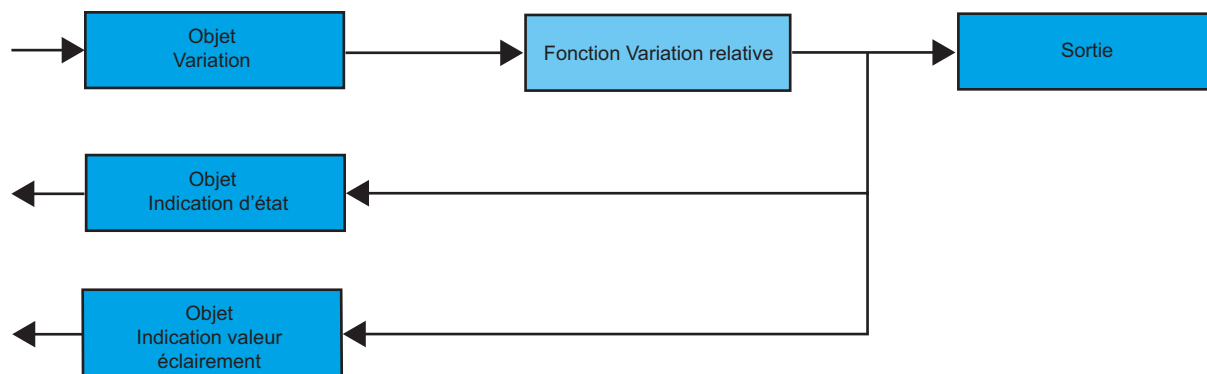 Objet
Variation
Fonction Variation relative
Sortie
Objet
Indication d’état
Objet
Indication valeur
éclairement